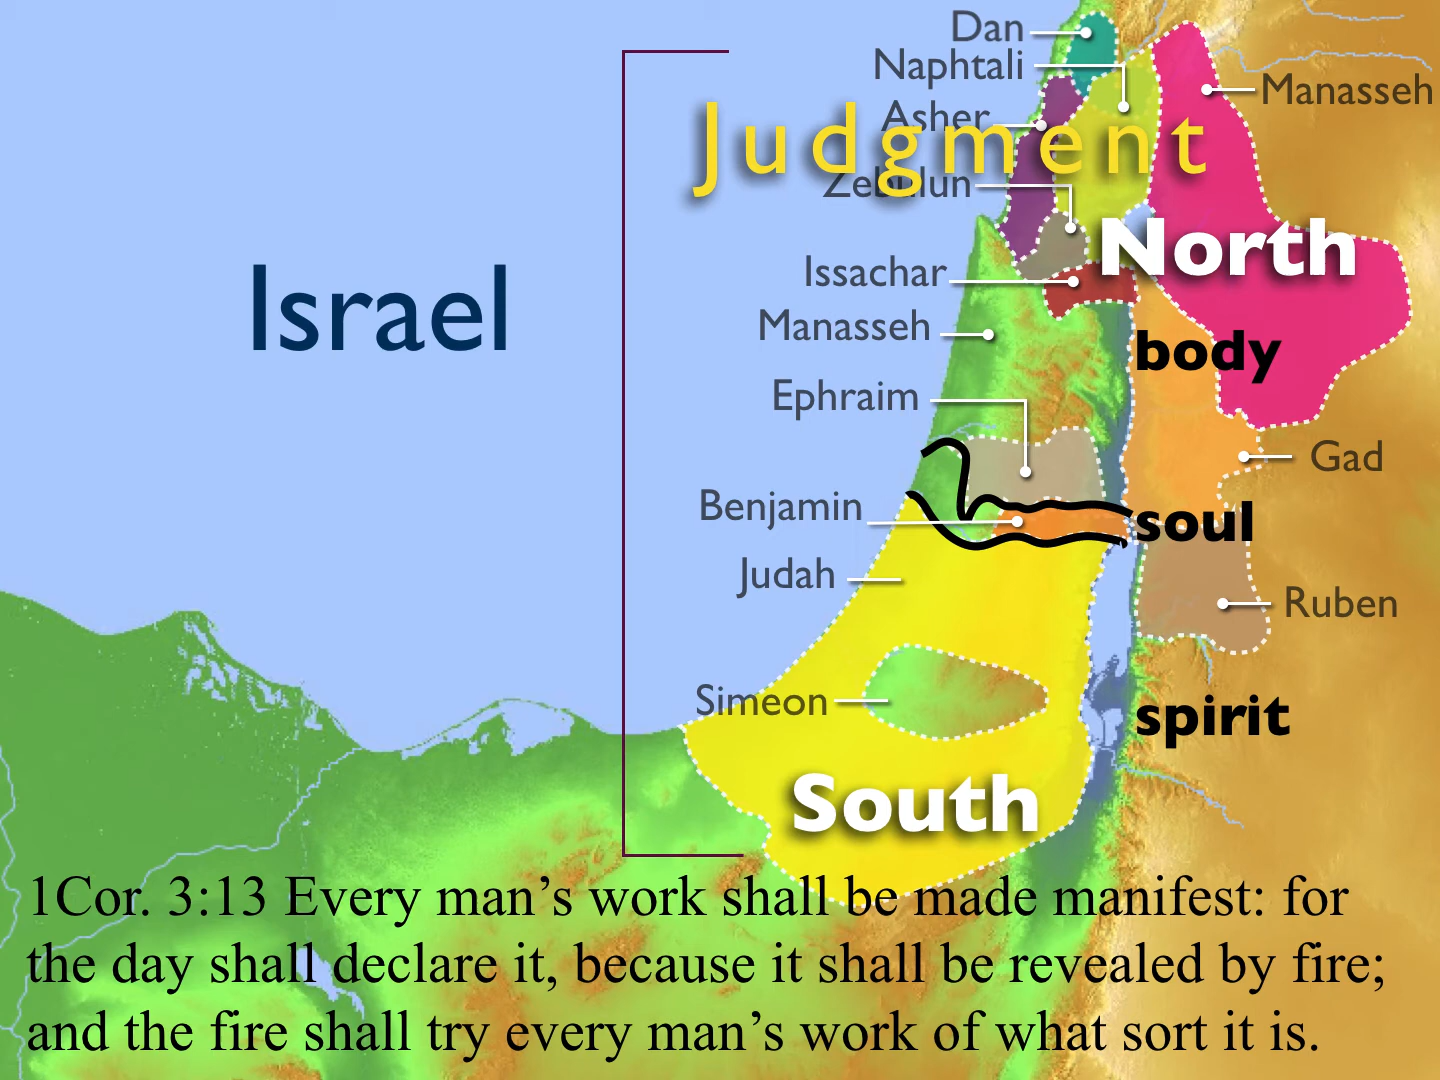 Dan
Naphtali
Manasseh
Asher
Judgment
Zebulun
North
Issachar
Israel
Manasseh
body
Ephraim
Gad
Benjamin
soul
Judah
Ruben
Simeon
spirit
South
1Cor. 3:13 Every man’s work shall be made manifest: for
the day shall declare it, because it shall be revealed by fire;
and the fire shall try every man’s work of what sort it is.